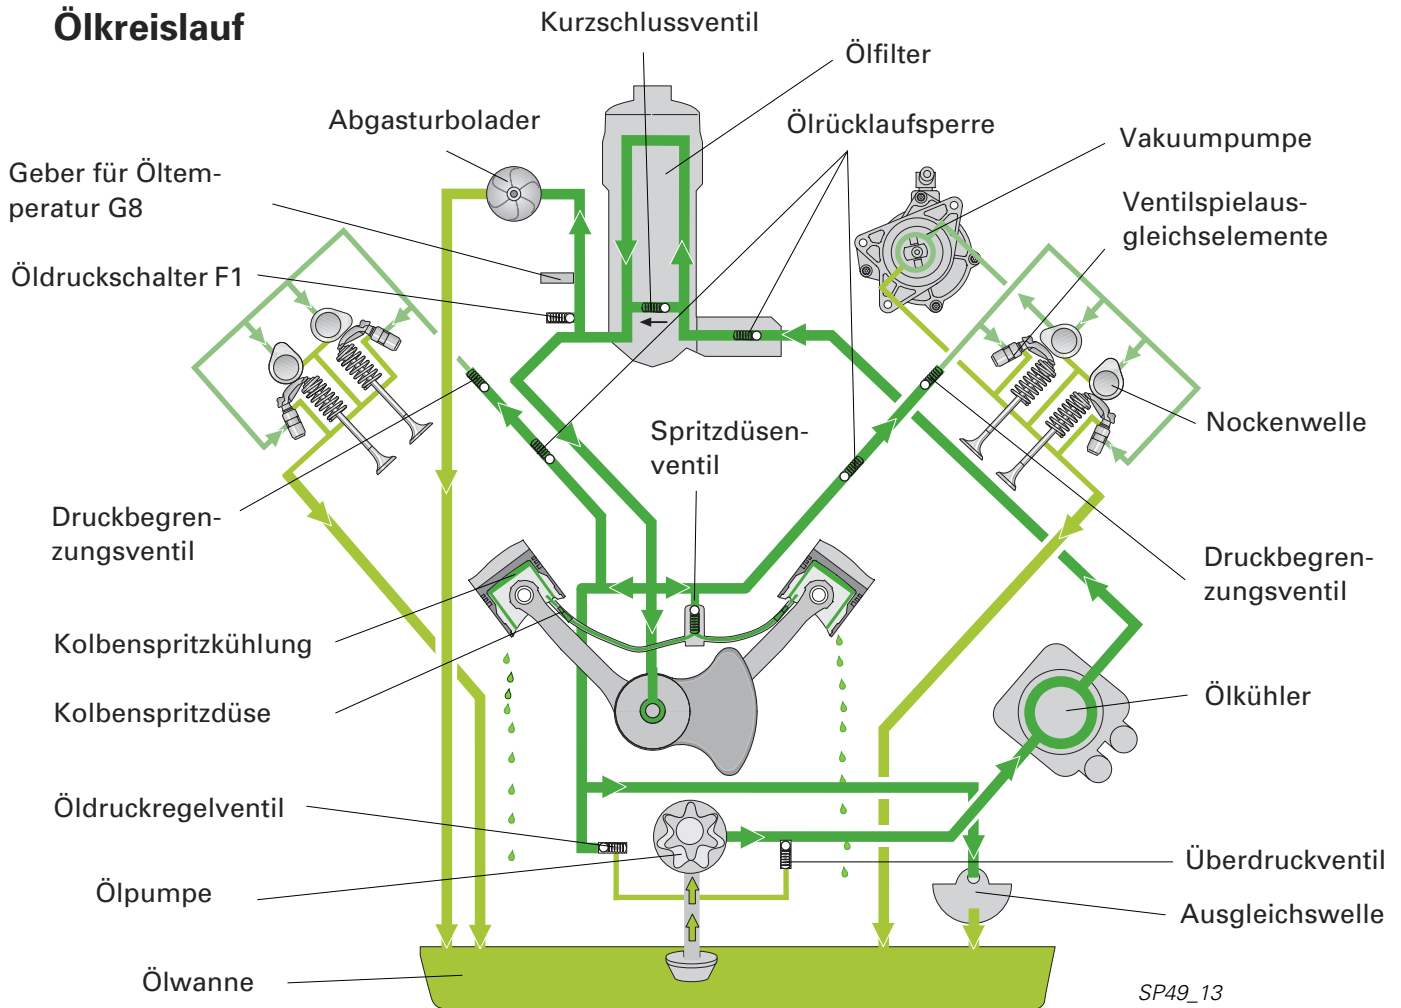 Ölkreislauf
Kurzschlussventil
Ölfilter
Abgasturbolader
Ölrücklaufsperre
Vakuumpumpe
Geber für Öltem-
peratur G8
Ventilspielaus-
gleichselemente
Öldruckschalter F1
Nockenwelle
Spritzdüsen-
ventil
Druckbegren-
zungsventil
Druckbegren-
zungsventil
Kolbenspritzkühlung
Kolbenspritzdüse
Ölkühler
Öldruckregelventil
Überdruckventil
Ölpumpe
Ausgleichswelle
Ölwanne
SP49_13